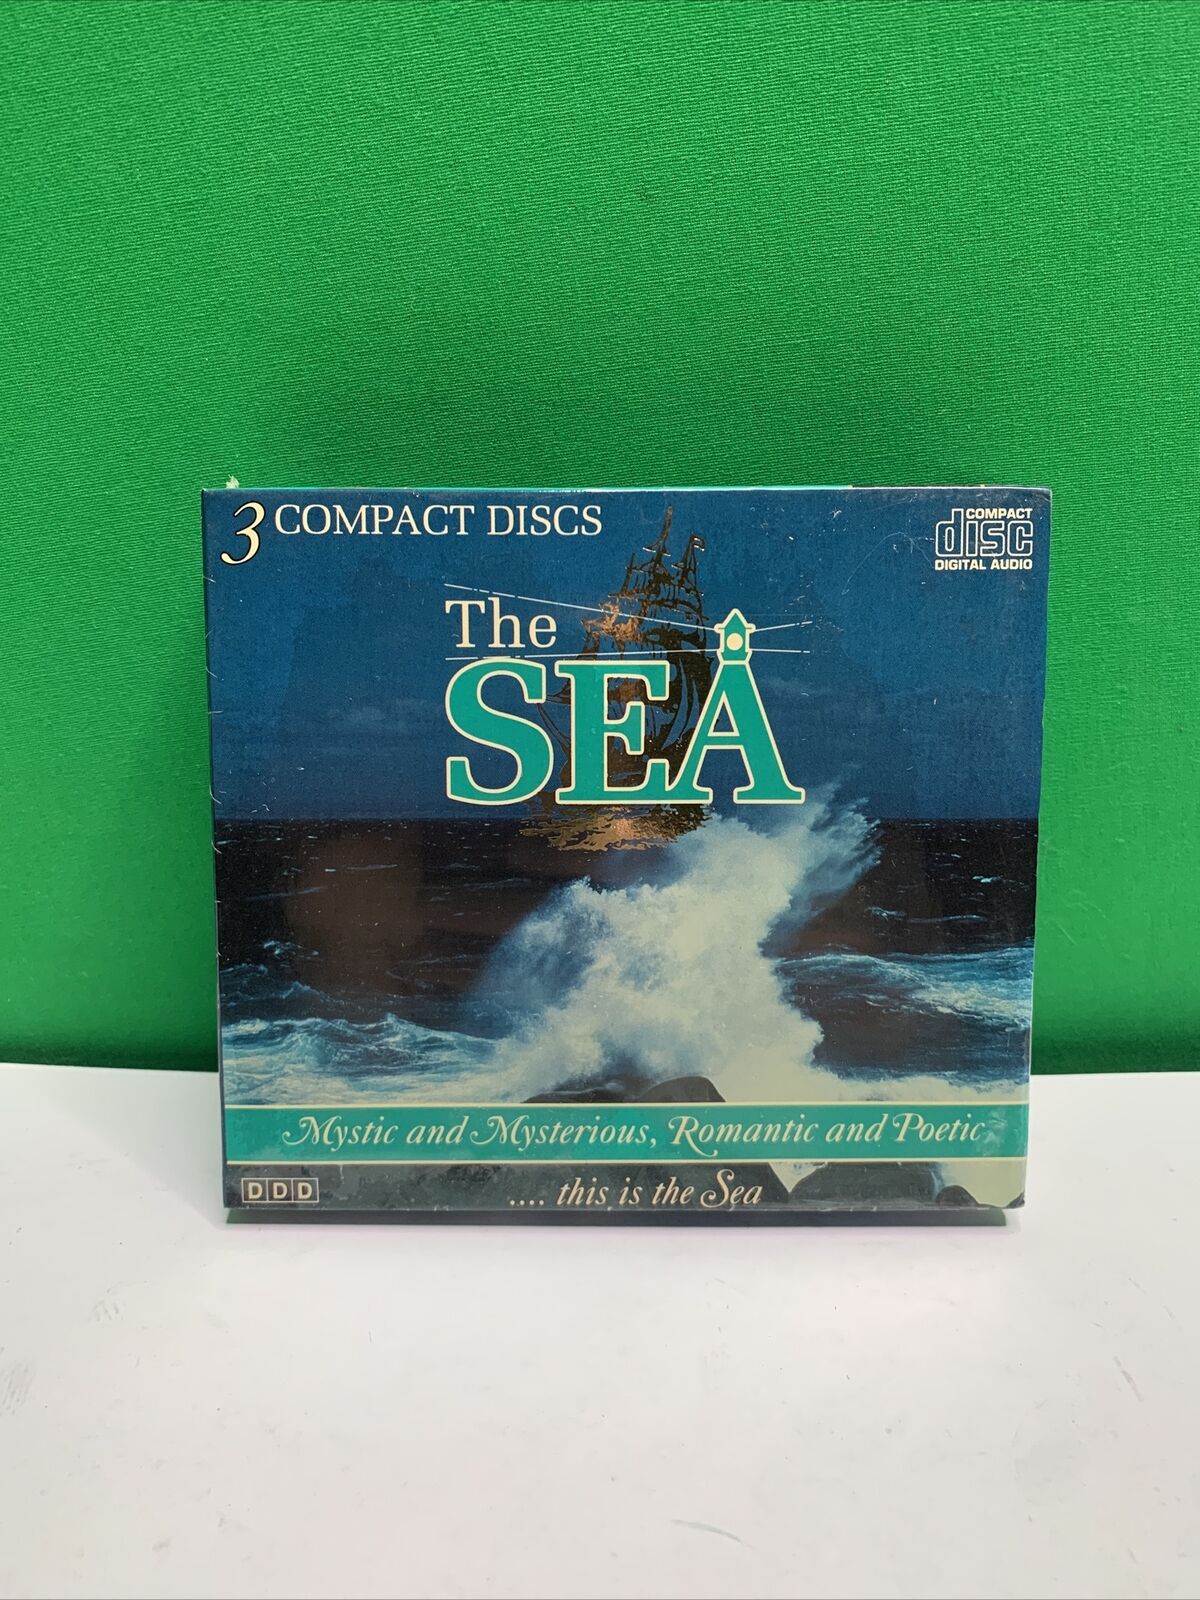 3 COMPACT DISCS
COMPACT
disc
DIGITAL AUDIO
The
SEA
Mystic and Mysterious, Romantic and Poetic
DDD
.... this is the Sea